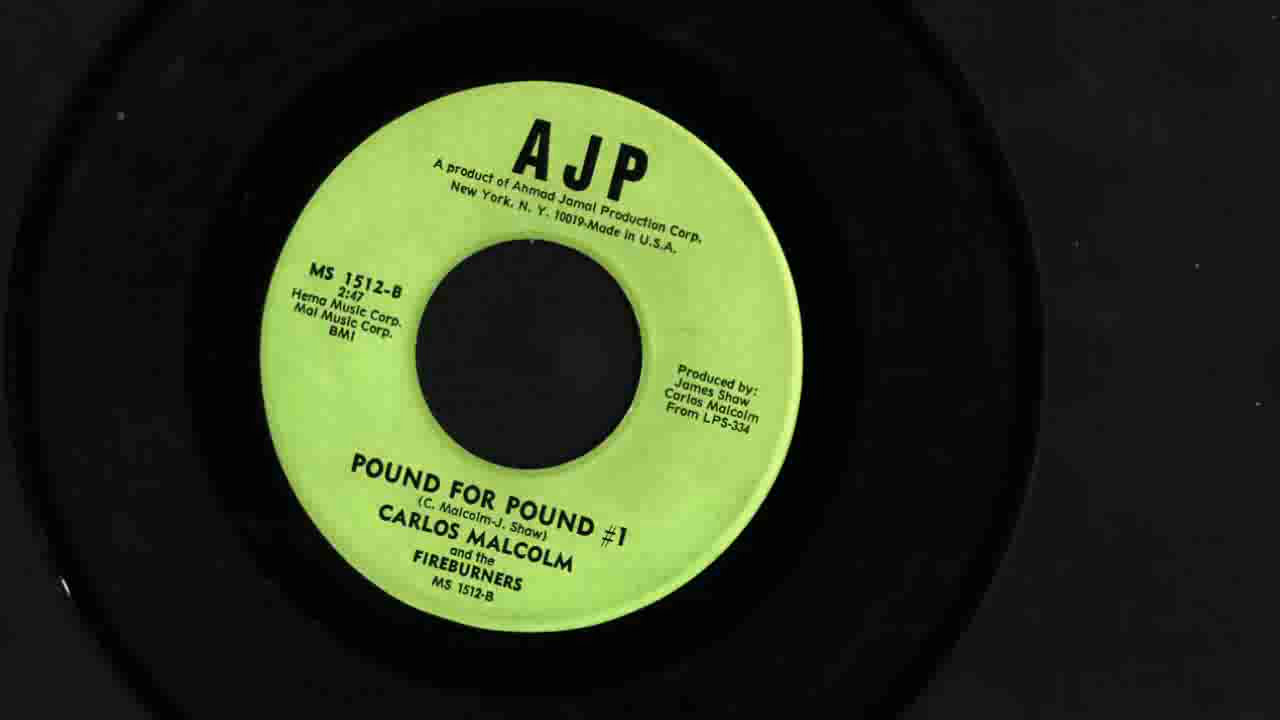 AJP
A product of Ahmad Jamal Production Corp.
New York, N. Y. 10019-Made in U.S.A.
MS 1512-B
2:47
Hema Music Corp.
Mal Music Corp.
BMI
Produced by:
James Shaw
Carlos Malcolm
From LPS-334
POUND FOR POUND #1
(C. Malcolm-J. Shaw)
CARLOS MALCOLM
and the
FIREBURNERS
MS 1512-B